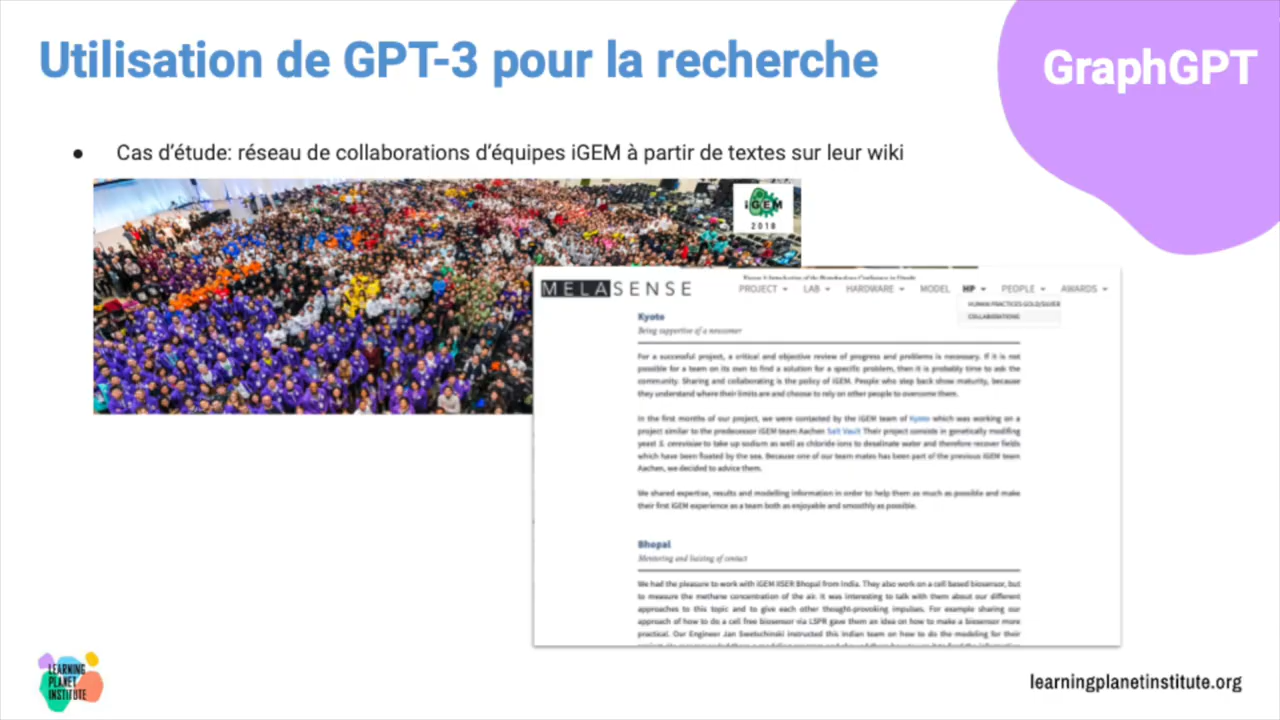 Utilisation de GPT-3 pour la recherche
GraphGPT
● Cas d'étude: réseau de collaborations d'équipes iGEM à partir de textes sur leur wiki
iGEM
2018
MELASENSE
PROJECT LAB HARDWARE MODEL HP PEOPLE AWARDS
HUMAN PRACTICES GOLD/SILVER
COLLABORATIONS
Kyoto
Being supportive of a newcomer
For a successful project, a critical and objective review of progress and problems is necessary. If it is not
possible for a team on its own to find a solution for a specific problem, then it is probably time to ask the
community. Sharing and collaborating is the policy of iGEM. People who step back show maturity, because
they understand where their limits are and choose to rely on other people to overcome them.
In the first months of our project, we were contacted by the iGEM team of Kyoto which was working on a
project similar to the predecessor iGEM team Aachen Salt Vault Their project consists in genetically modifing
yeast S. cerevisiae to take up sodium as well as chloride ions to desalinate water and therefore recover fields
which have been floated by the sea. Because one of our team mates has been part of the previous iGEM team
Aachen, we decided to advice them.
We shared expertise, results and modelling information in order to help them as much as possible and make
their first iGEM experience as a team both as enjoyable and smoothly as possible.
Bhopal
Mentoring and liaising of contact
We had the pleasure to work with iGEM IISER Bhopal from India. They also work on a cell based biosensor, but
to measure the methane concentration of the air. It was interesting to talk with them about our different
approaches to this topic and to give each other thought-provoking impulses. For example sharing our
approach of how to do a cell free biosensor via LSPR gave them an idea on how to make a biosensor more
practical. Our Engineer Jan Swetschinski instructed this Indian team on how to do the modeling for their
LEARNING
PLANET
INSTITUTE
learningplanetinstitute.org